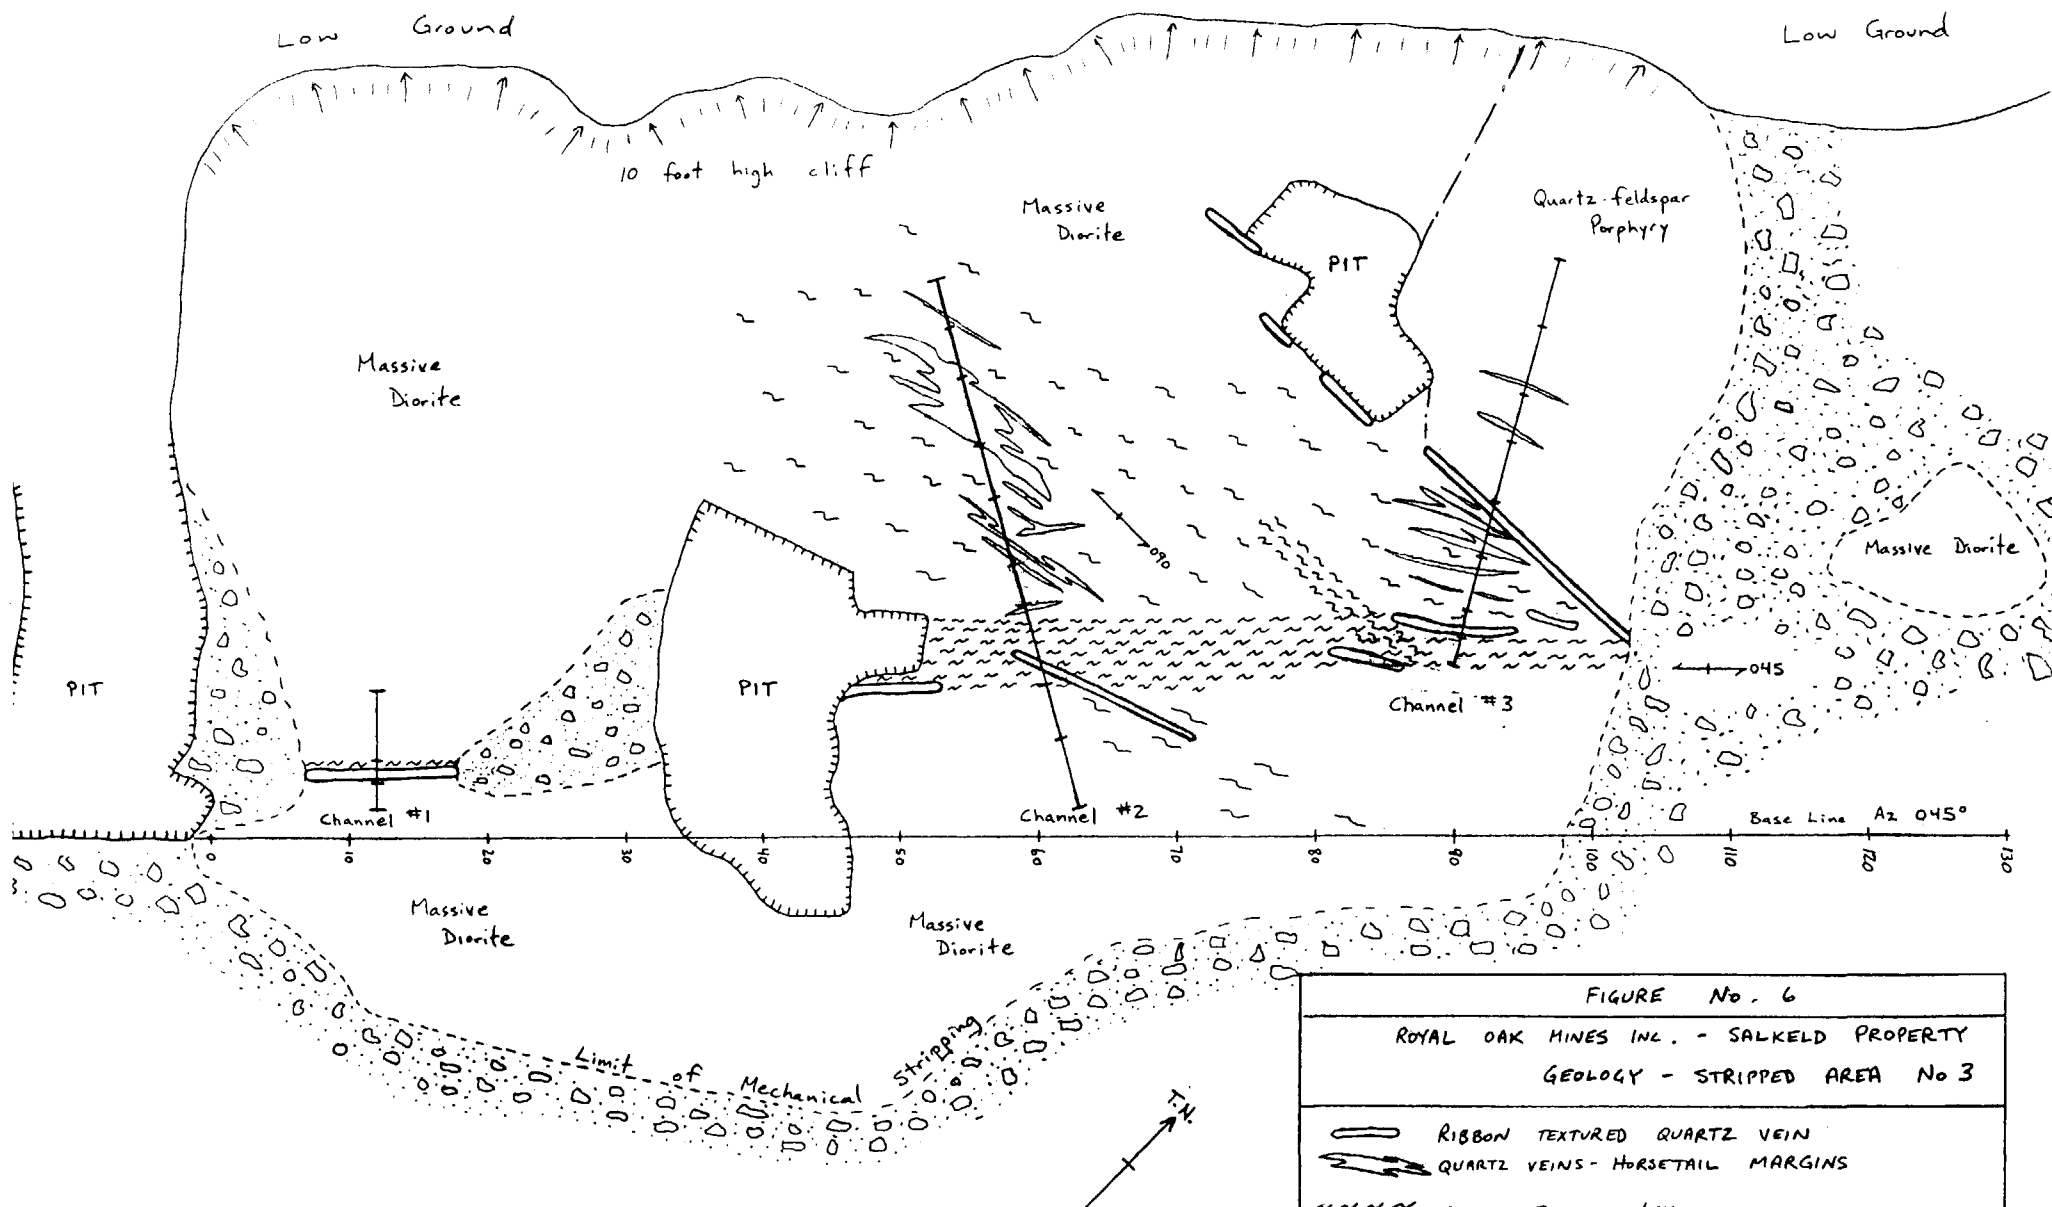 Low Ground
Low Ground
10 foot high cliff
Massive
Diorite
Quartz-feldspar
Porphyry
PIT
Massive
Diorite
090
Massive Diorite
PIT
PIT
045
Channel #3
Channel #1
Channel #2
Base Line Az 045°
0 10 20 30 40 50 60 70 80 90 100 110 120 130
Massive
Diorite
Massive
Diorite
Limit of Mechanical Stripping
T.N.
FIGURE No. 6
ROYAL OAK MINES INC. - SALKELD PROPERTY
GEOLOGY - STRIPPED AREA No 3
RIBBON TEXTURED QUARTZ VEIN
QUARTZ VEINS - HORSETAIL MARGINS